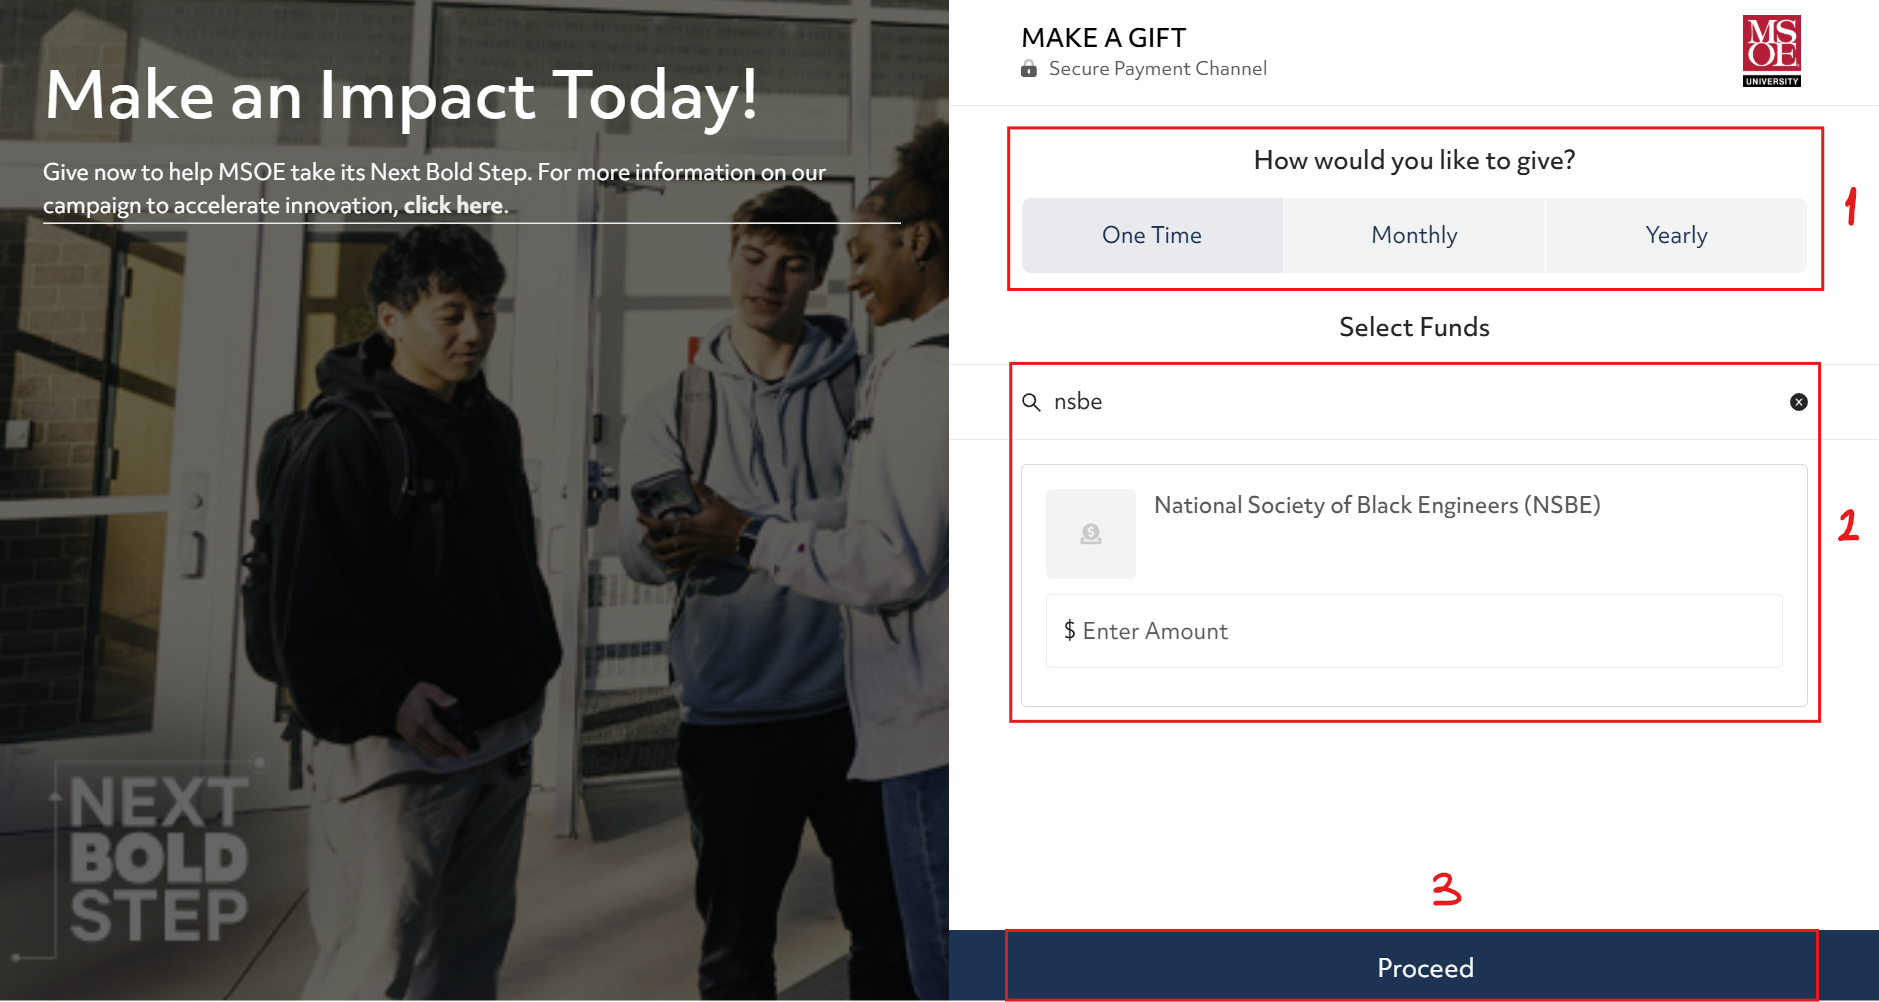 Make an Impact Today!
Give now to help MSOE take its Next Bold Step. For more information on our
campaign to accelerate innovation, click here.
NEXT
BOLD
STEP
MAKE A GIFT
Secure Payment Channel
MS
OE
UNIVERSITY
How would you like to give?
One Time Monthly Yearly
1
Select Funds
nsbe
National Society of Black Engineers (NSBE)
$
$ Enter Amount
2
3
Proceed